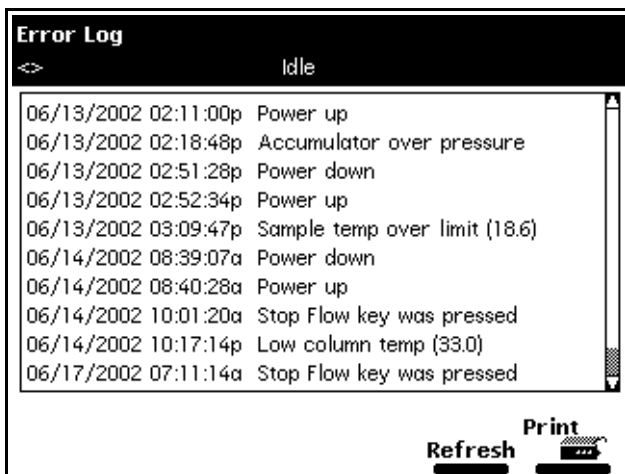 Error Log
<> Idle
06/13/2002 02:11:00p Power up
06/13/2002 02:18:48p Accumulator over pressure
06/13/2002 02:51:28p Power down
06/13/2002 02:52:34p Power up
06/13/2002 03:09:47p Sample temp over limit (18.6)
06/14/2002 08:39:07a Power down
06/14/2002 08:40:28a Power up
06/14/2002 10:01:20a Stop Flow key was pressed
06/14/2002 10:17:14p Low column temp (33.0)
06/17/2002 07:11:14a Stop Flow key was pressed
Print
Refresh